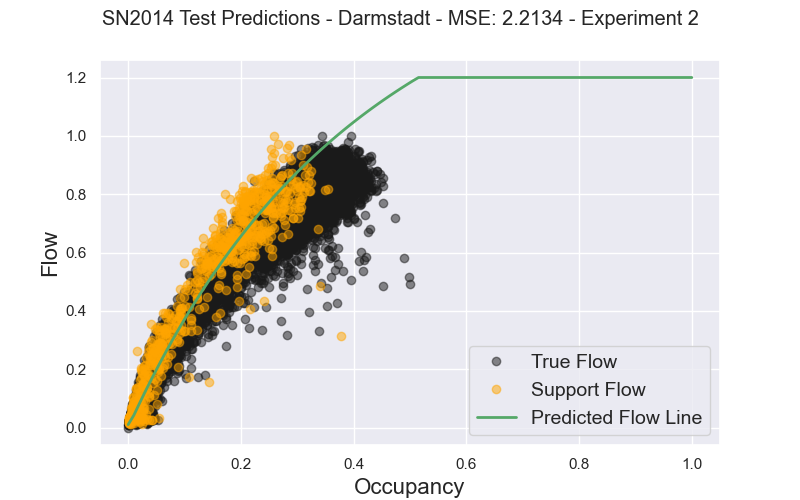 SN2014 Test Predictions - Darmstadt - MSE: 2.2134 - Experiment 2
1.2
1.0
0.8
0.6
0.4
0.2
0.0
Flow
True Flow
Support Flow
Predicted Flow Line
0.0 0.2 0.4 0.6 0.8 1.0
Occupancy